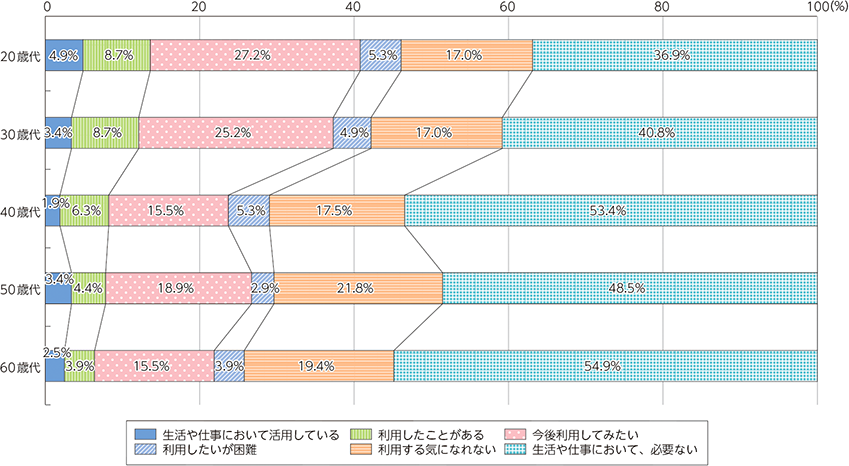 0 20 40 60 80 100(%)
20歳代 4.9% 8.7% 27.2% 5.3% 17.0% 36.9%
30歳代 3.4% 8.7% 25.2% 4.9% 17.0% 40.8%
40歳代 1.9% 6.3% 15.5% 5.3% 17.5% 53.4%
50歳代 3.4% 4.4% 18.9% 2.9% 21.8% 48.5%
60歳代 2.5% 3.9% 15.5% 3.9% 19.4% 54.9%
生活や仕事において活用している 利用したことがある 今後利用してみたい
利用したいが困難 利用する気になれない 生活や仕事において、必要ない